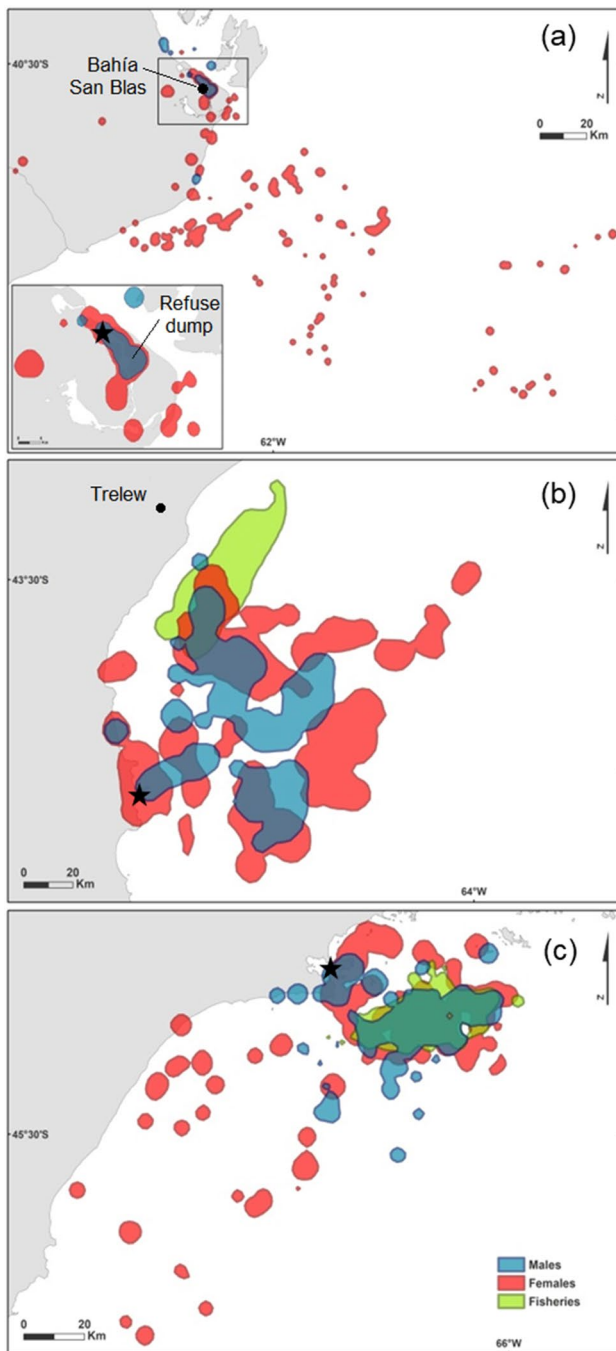 (a)
40°30'S
Bahía
San Blas
N
0 20
Km
Refuse
dump
62°W
(b)
Trelew
N
43°30'S
0 20
Km
64°W
(c)
N
45°30'S
Males
Females
Fisheries
0 20
Km
66°W